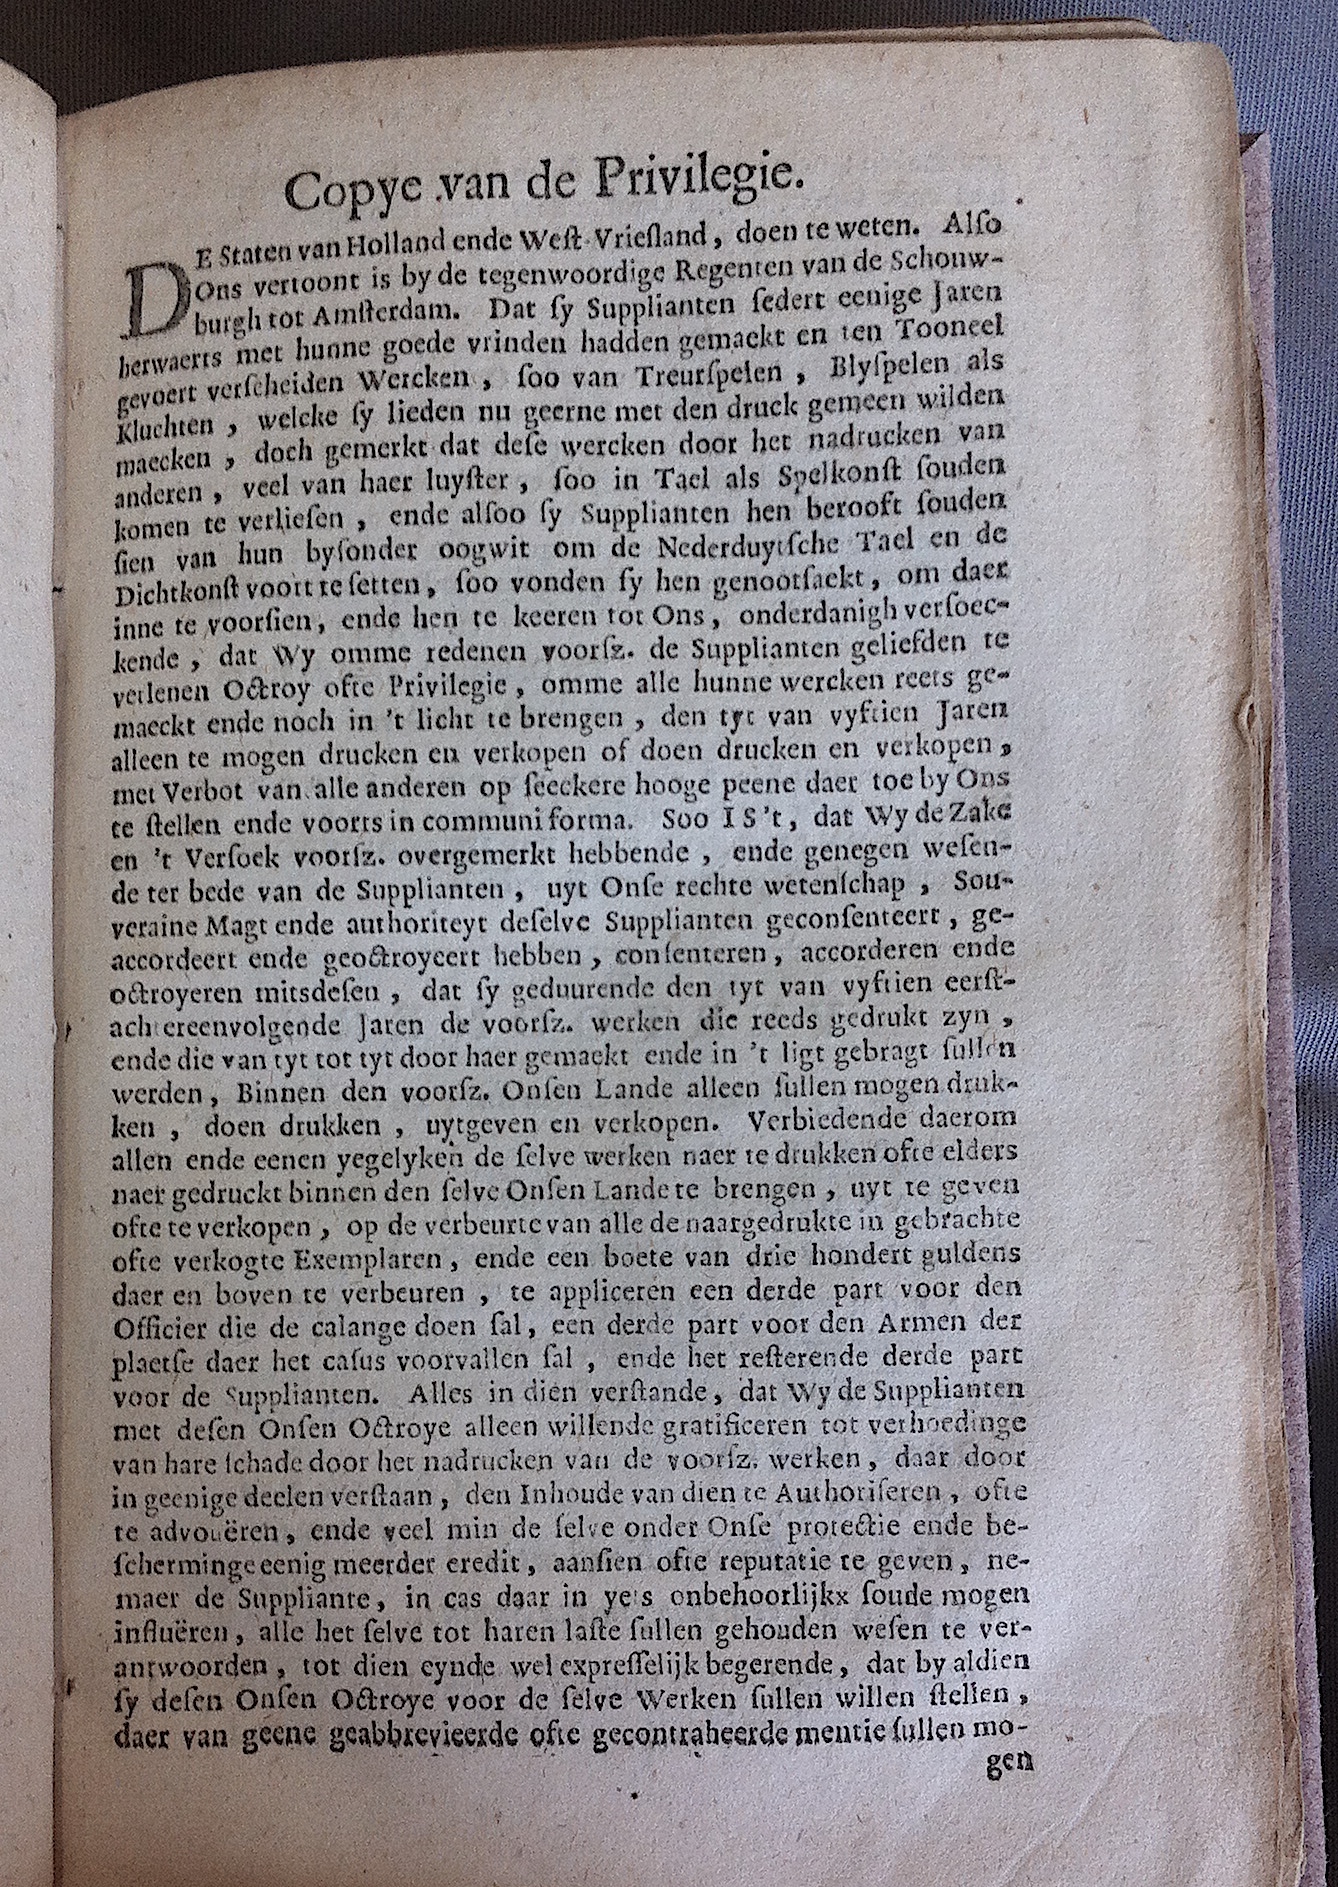 Copye van de Privilegie.
DE Staten van Holland ende West-Vriesland, doen te weten. Also
Ons vertoont is by de tegenwoordige Regenten van de Schouw-
burgh tot Amsterdam. Dat sy Supplianten sedert eenige Jaren
herwaerts met hunne goede vrinden hadden gemaekt en ten Tooneel
gevoert verscheiden Wercken, soo van Treurspelen, Blyspelen als
Kluchten, welcke sy lieden nu geerne met den druck gemeen wilden
maecken, doch gemerkt dat dese wercken door het nadrucken van
anderen, veel van haer luyster, soo in Tael als Spelkonst souden
komen te verliesen, ende alsoo sy Supplianten hen berooft souden
sien van hun bysonder oogwit om de Nederduytsche Tael en de
Dichtkonst voort te setten, soo vonden sy hen genootsaekt, om daer
inne te voorsien, ende hen te keeren tot Ons, onderdanigh versoec-
kende, dat Wy omme redenen voorsz. de Supplianten geliefden te
verlenen Octroy ofte Privilegie, omme alle hunne wercken reets ge-
maeckt ende noch in 't licht te brengen, den tyt van vyftien Jaren
alleen te mogen drucken en verkopen of doen drucken en verkopen,
met Verbot van alle anderen op seeckere hooge peene daer toe by Ons
te stellen ende voorts in communi forma. Soo IS't, dat Wy de Zake
en 't Versoek voorsz. overgemerkt hebbende, ende genegen wesen-
de ter bede van de Supplianten, uyt Onse rechte wetenschap, Sou-
veraine Magt ende authoriteyt deselve Supplianten geconsenteert, ge-
accordeert ende geoctroyeert hebben, consenteren, accorderen ende
octroyeren mitsdesen, dat sy geduurende den tyt van vyftien eerst-
achtereenvolgende Jaren de voorsz. werken die reeds gedrukt zyn,
ende die van tyt tot tyt door haer gemaekt ende in 't ligt gebragt sullen
werden, Binnen den voorsz. Onsen Lande alleen sullen mogen druk-
ken, doen drukken, uytgeven en verkopen. Verbiedende daerom
allen ende eenen yegelyken de selve werken naer te drukken ofte elders
naer gedruckt binnen den selve Onsen Lande te brengen, uyt te geven
ofte te verkopen, op de verbeurte van alle de naargedrukte in gebrachte
ofte verkogte Exemplaren, ende een boete van drie hondert guldens
daer en boven te verbeuren, te appliceren een derde part voor den
Officier die de calange doen sal, een derde part voor den Armen der
plaetse daer het casus voorvallen sal, ende het resterende derde part
voor de Supplianten. Alles in dien verstande, dat Wy de Supplianten
met desen Onsen Octroye alleen willende gratificeren tot verhoedinge
van hare schade door het nadrucken van de voorsz. werken, daar door
in geenige deelen verstaan, den Inhoude van dien te Authoriseren, ofte
te advouëren, ende veel min de selve onder Onse protectie ende be-
scherminge eenig meerder credit, aansien ofte reputatie te geven, ne-
maer de Suppliante, in cas daar in yets onbehoorlijkx soude mogen
influëren, alle het selve tot haren laste sullen gehouden wesen te ver-
antwoorden, tot dien eynde wel expresselijk begerende, dat by aldien
sy desen Onsen Octroye voor de selve Werken sullen willen stellen,
daer van geene geabbrevieerde ofte gecontraheerde mentie sullen mo-
gen